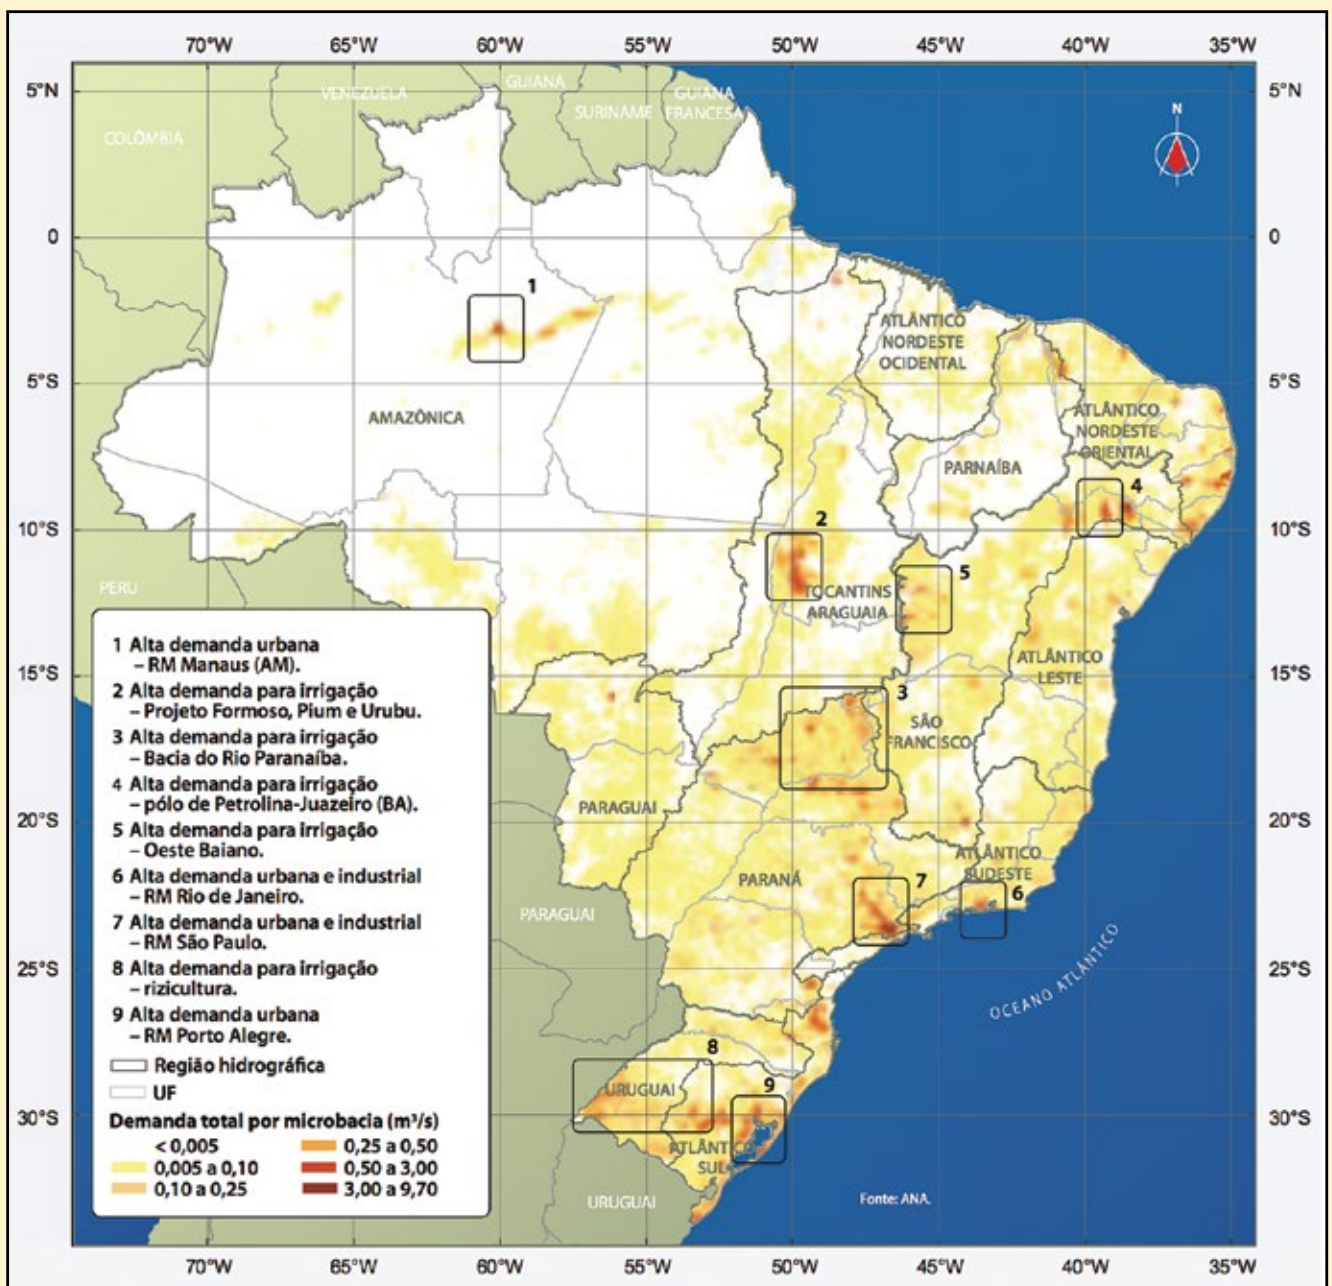 70°W 65°W 60°W 55°W 50°W 45°W 40°W 35°W
5°N
0
5°S
10°S
15°S
20°S
25°S
30°S
5°N
0
5°S
10°S
15°S
20°S
25°S
30°S
N
VENEZUELA
GUIANA
SURINAME
GUIANA
FRANCESA
COLÔMBIA
1
ATLÂNTICO
NORDESTE
OCIDENTAL
AMAZÔNICA
ATLÂNTICO
NORDESTE
ORIENTAL
PARNAÍBA
4
2
5
PERU
TOCANTINS
ARAGUAIA
ATLÂNTICO
LESTE
3
SÃO
FRANCISCO
PARAGUAI
ATLÂNTICO
SUDESTE
PARANÁ
7
6
PARAGUAI
OCEANO ATLÂNTICO
8
URUGUAI
9
ATLÂNTICO
SUL
URUGUAI
Fonte: ANA.
1 Alta demanda urbana
– RM Manaus (AM).
2 Alta demanda para irrigação
– Projeto Formoso, Pium e Urubu.
3 Alta demanda para irrigação
– Bacia do Rio Paranaíba.
4 Alta demanda para irrigação
– pólo de Petrolina-Juazeiro (BA).
5 Alta demanda para irrigação
– Oeste Baiano.
6 Alta demanda urbana e industrial
– RM Rio de Janeiro.
7 Alta demanda urbana e industrial
– RM São Paulo.
8 Alta demanda para irrigação
– rizicultura.
9 Alta demanda urbana
– RM Porto Alegre.
Região hidrográfica
UF
Demanda total por microbacia (m³/s)
< 0,005 0,25 a 0,50
0,005 a 0,10 0,50 a 3,00
0,10 a 0,25 3,00 a 9,70
70°W 65°W 60°W 55°W 50°W 45°W 40°W 35°W